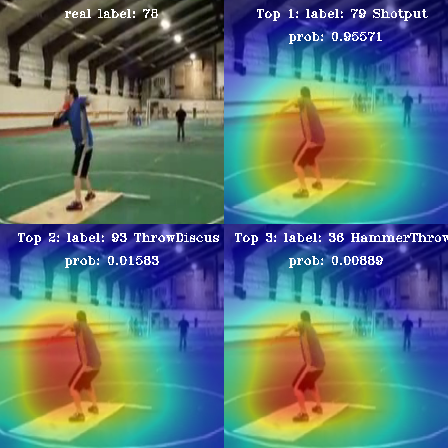 real label: 78
Top 1: label: 79 Shotput
prob: 0.95571
Top 2: label: 93 ThrowDiscus
prob: 0.01583
Top 3: label: 36 HammerThrow
prob: 0.00889